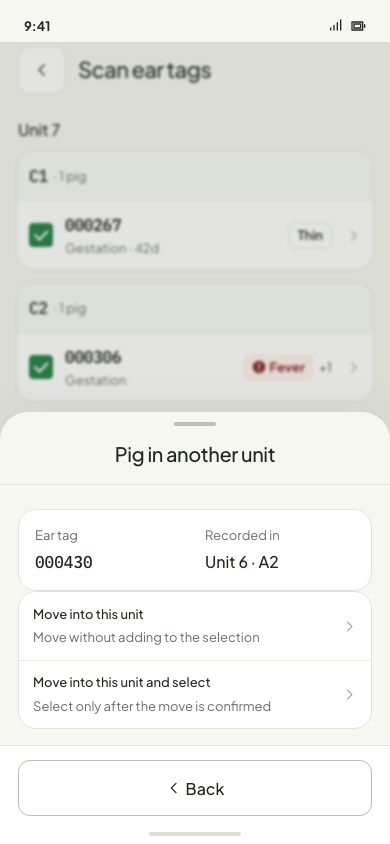 9:41
Scan ear tags
Unit 7
C1 · 1 pig
000267
Gestation · 42d
Thin
C2 · 1 pig
000306
Gestation
Fever +1
Pig in another unit
Ear tag
Recorded in
000430
Unit 6 · A2
Move into this unit
Move without adding to the selection
Move into this unit and select
Select only after the move is confirmed
Back